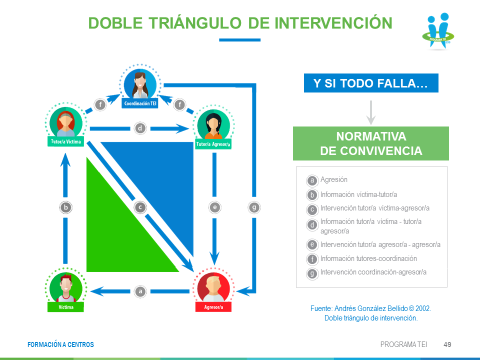 DOBLE TRIÁNGULO DE INTERVENCIÓN
Y SI TODO FALLA…
NORMATIVA
DE CONVIVENCIA
Coordinación TEI
f
f
Tutor/a Víctima
d
Tutor/a Agresor/a
b
c
e
g
a
Víctima
Agresor/a
a Agresión
b Información víctima-tutor/a
c Intervención tutor/a víctima-agresor/a
d Información tutor/a víctima - tutor/a
agresor/a
e Intervención tutor/a agresor/a - agresor/a
f Información tutores-coordinación
g Intervención coordinación-agresor/a
Fuente: Andrés González Bellido © 2002.
Doble triángulo de intervención.
FORMACIÓN A CENTROS
PROGRAMA TEI
49